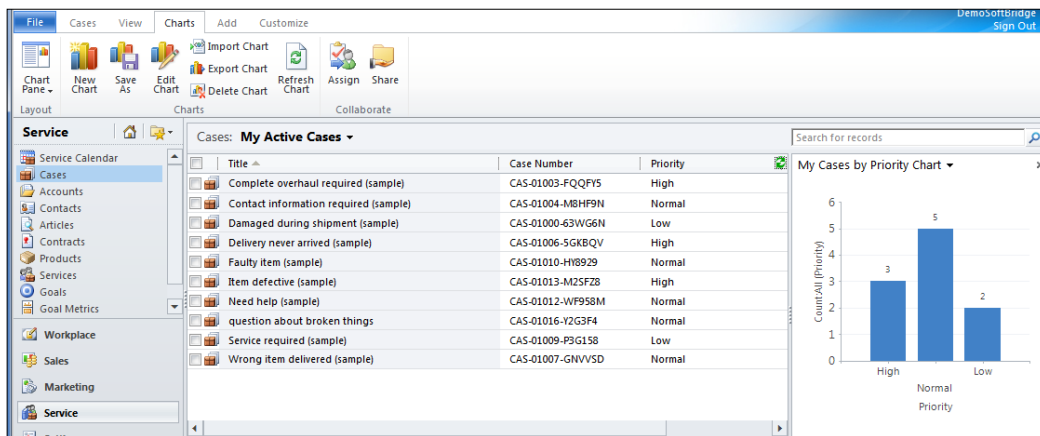 DemoSoftBridge
Sign Out
File Cases View Charts Add Customize
Chart Pane
New Chart
Save As
Edit Chart
Import Chart
Export Chart
Delete Chart
Refresh Chart
Assign
Share
Layout Charts Collaborate
Service
Service Calendar
Cases
Accounts
Contacts
Articles
Contracts
Products
Services
Goals
Goal Metrics
Workplace
Sales
Marketing
Service
Cases: My Active Cases
Search for records
Title Case Number Priority
Complete overhaul required (sample) CAS-01003-FQQFY5 High
Contact information required (sample) CAS-01004-M8HF9N Normal
Damaged during shipment (sample) CAS-01000-63WG6N Low
Delivery never arrived (sample) CAS-01006-5GKBQV High
Faulty item (sample) CAS-01010-HY8929 Normal
Item defective (sample) CAS-01013-M2SFZ8 High
Need help (sample) CAS-01012-WF958M Normal
question about broken things CAS-01016-Y2G3F4 Normal
Service required (sample) CAS-01009-P3G158 Low
Wrong item delivered (sample) CAS-01007-GNVVSD Normal
My Cases by Priority Chart
Count:All (Priority)
6
5
4
3
2
1
0
3
5
2
High
Normal
Low
Priority